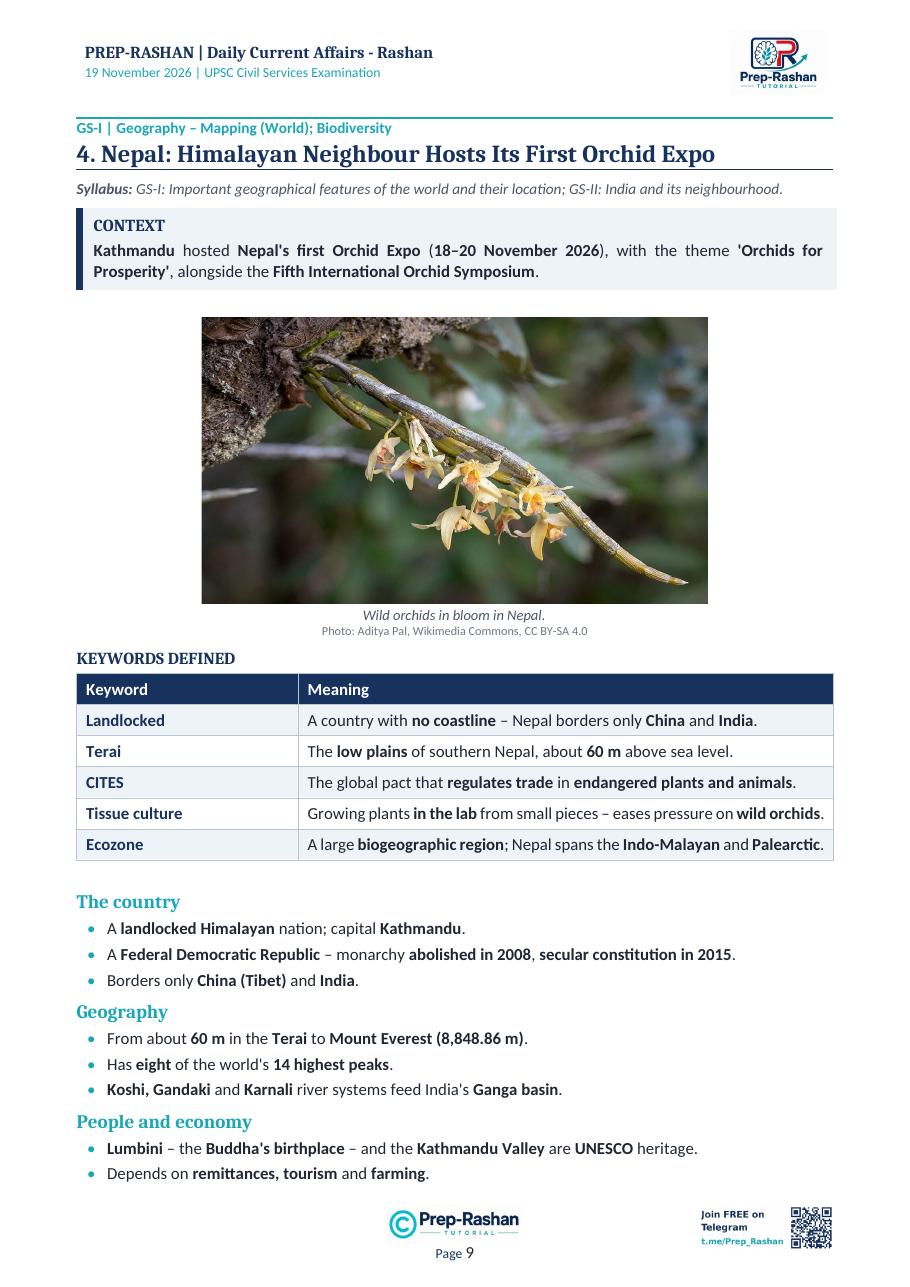 PREP-RASHAN | Daily Current Affairs - Rashan
19 November 2026 | UPSC Civil Services Examination
Prep-Rashan
TUTORIAL
GS-I | Geography – Mapping (World); Biodiversity
4. Nepal: Himalayan Neighbour Hosts Its First Orchid Expo
Syllabus: GS-I: Important geographical features of the world and their location; GS-II: India and its neighbourhood.
CONTEXT
Kathmandu hosted Nepal's first Orchid Expo (18–20 November 2026), with the theme 'Orchids for
Prosperity', alongside the Fifth International Orchid Symposium.
Wild orchids in bloom in Nepal.
Photo: Aditya Pal, Wikimedia Commons, CC BY-SA 4.0
KEYWORDS DEFINED
Keyword Meaning
Landlocked A country with no coastline – Nepal borders only China and India.
Terai The low plains of southern Nepal, about 60 m above sea level.
CITES The global pact that regulates trade in endangered plants and animals.
Tissue culture Growing plants in the lab from small pieces – eases pressure on wild orchids.
Ecozone A large biogeographic region; Nepal spans the Indo-Malayan and Palearctic.
The country
• A landlocked Himalayan nation; capital Kathmandu.
• A Federal Democratic Republic – monarchy abolished in 2008, secular constitution in 2015.
• Borders only China (Tibet) and India.
Geography
• From about 60 m in the Terai to Mount Everest (8,848.86 m).
• Has eight of the world's 14 highest peaks.
• Koshi, Gandaki and Karnali river systems feed India's Ganga basin.
People and economy
• Lumbini – the Buddha's birthplace – and the Kathmandu Valley are UNESCO heritage.
• Depends on remittances, tourism and farming.
© Prep-Rashan
TUTORIAL
Page 9
Join FREE on
Telegram
t.me/Prep_Rashan